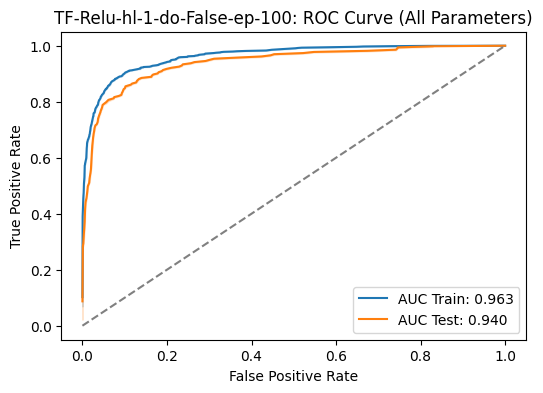 TF-Relu-hl-1-do-False-ep-100: ROC Curve (All Parameters)
1.0
0.8
0.6
0.4
0.2
0.0
True Positive Rate
AUC Train: 0.963
AUC Test: 0.940
0.0 0.2 0.4 0.6 0.8 1.0
False Positive Rate